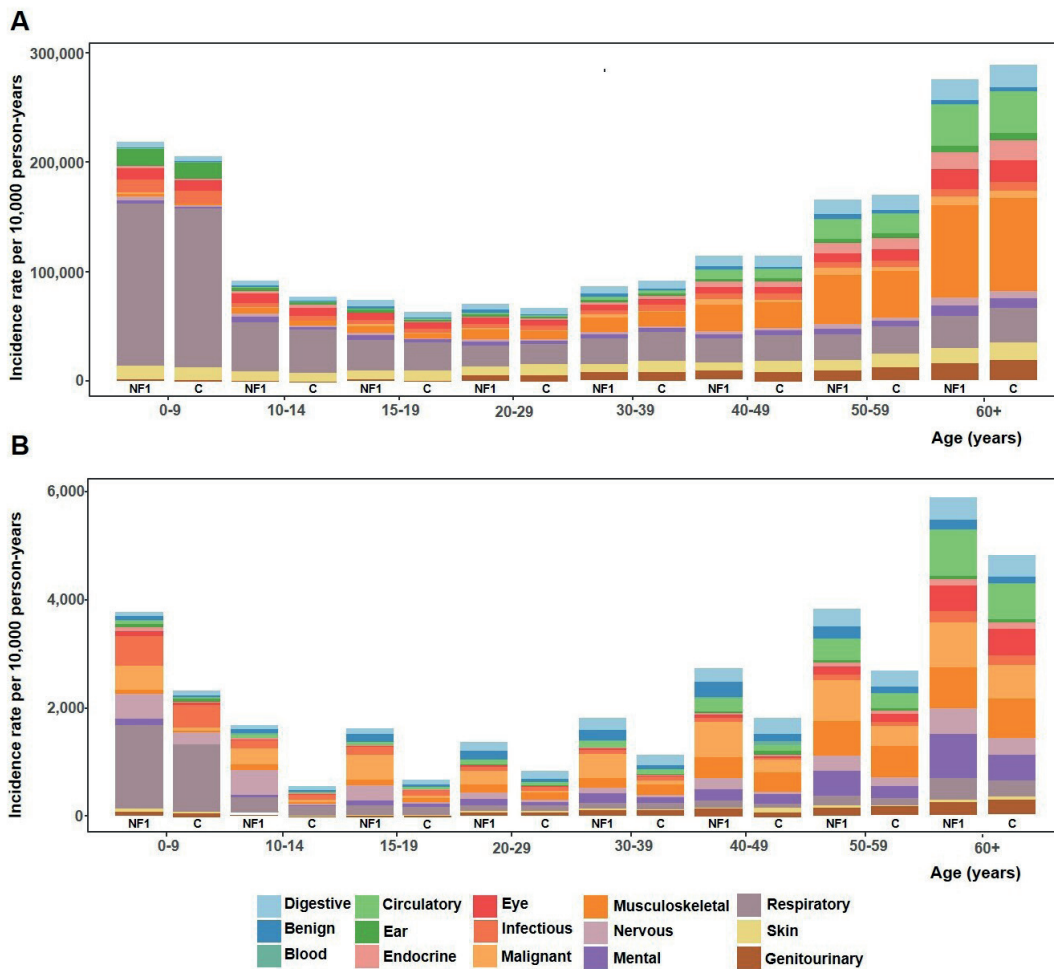 A
Incidence rate per 10,000 person-years
300,000
200,000
100,000
0
NF1 C NF1 C NF1 C NF1 C NF1 C NF1 C NF1 C NF1 C
0-9 10-14 15-19 20-29 30-39 40-49 50-59 60+
Age (years)
B
Incidence rate per 10,000 person-years
6,000
4,000
2,000
0
NF1 C NF1 C NF1 C NF1 C NF1 C NF1 C NF1 C NF1 C
0-9 10-14 15-19 20-29 30-39 40-49 50-59 60+
Age (years)
Digestive Circulatory Eye Musculoskeletal Respiratory
Benign Ear Infectious Nervous Skin
Blood Endocrine Malignant Mental Genitourinary